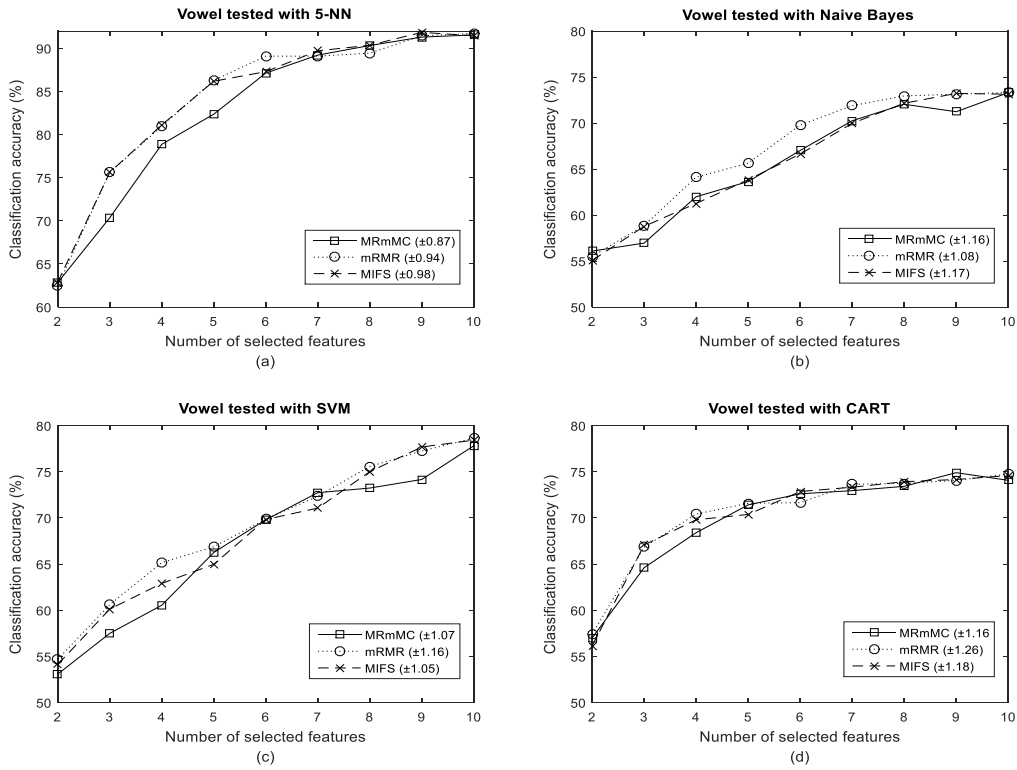 Vowel tested with 5-NN
Classification accuracy (%)
90
85
80
75
70
65
60
MRmMC (±0.87)
mRMR (±0.94)
MIFS (±0.98)
2 3 4 5 6 7 8 9 10
Number of selected features
(a)
Vowel tested with Naive Bayes
Classification accuracy (%)
80
75
70
65
60
55
50
MRmMC (±1.16)
mRMR (±1.08)
MIFS (±1.17)
2 3 4 5 6 7 8 9 10
Number of selected features
(b)
Vowel tested with SVM
Classification accuracy (%)
80
75
70
65
60
55
50
MRmMC (±1.07
mRMR (±1.16)
MIFS (±1.05)
2 3 4 5 6 7 8 9 10
Number of selected features
(c)
Vowel tested with CART
Classification accuracy (%)
80
75
70
65
60
55
50
MRmMC (±1.16
mRMR (±1.26)
MIFS (±1.18)
2 3 4 5 6 7 8 9 10
Number of selected features
(d)